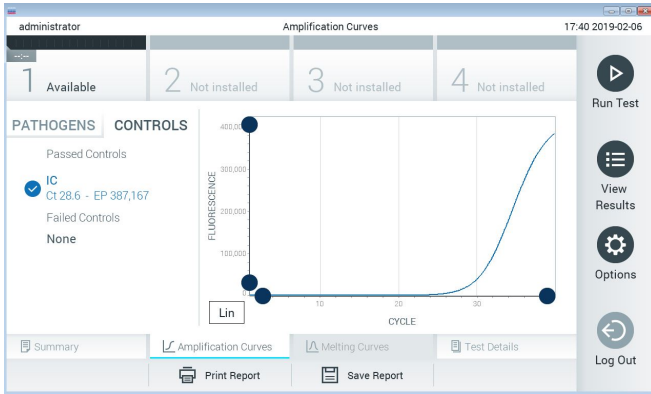 administrator
Amplification Curves
17:40 2019-02-06
--:--
1 Available
2 Not installed
3 Not installed
4 Not installed
Run Test
PATHOGENS
CONTROLS
Passed Controls
IC
Ct 28.6 - EP 387,167
Failed Controls
None
FLUORESCENCE
400,000
300,000
200,000
100,000
0
10
20
30
CYCLE
Lin
View
Results
Options
Log Out
Summary
Amplification Curves
Melting Curves
Test Details
Print Report
Save Report